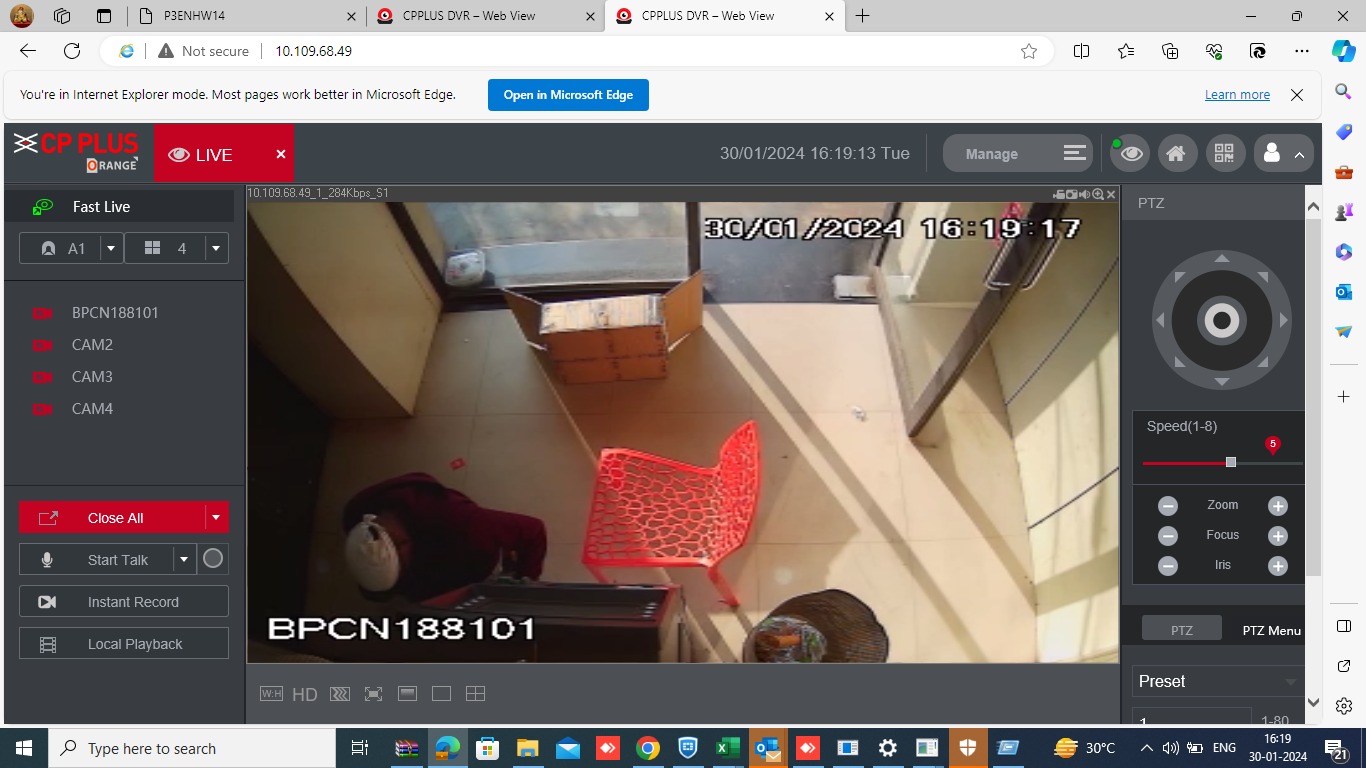 P3ENHW14
CPPLUS DVR – Web View
CPPLUS DVR – Web View
Not secure
10.109.68.49
You're in Internet Explorer mode. Most pages work better in Microsoft Edge.
Open in Microsoft Edge
Learn more
CP PLUS
ORANGE
LIVE
30/01/2024 16:19:13 Tue
Manage
10.109.68.49_1_284Kbps_S1
PTZ
Fast Live
30/01/2024 16:19:17
A1
4
BPCN188101
CAM2
CAM3
CAM4
Speed(1-8)
5
Zoom
Focus
Iris
Close All
Start Talk
Instant Record
Local Playback
BPCN188101
PTZ
PTZ Menu
Preset
1
1-80
W:H
HD
Type here to search
30°C
ENG
16:19
30-01-2024
21